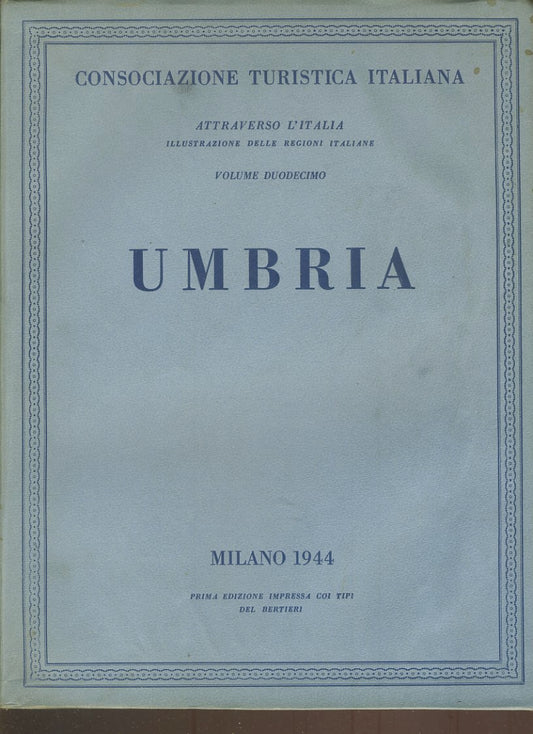 CONSOCIAZIONE TURISTICA ITALIANA
ATTRAVERSO L'ITALIA
ILLUSTRAZIONE DELLE REGIONI ITALIANE
VOLUME DUODECIMO
UMBRIA
MILANO 1944
PRIMA EDIZIONE IMPRESSA COI TIPI
DEL BERTIERI